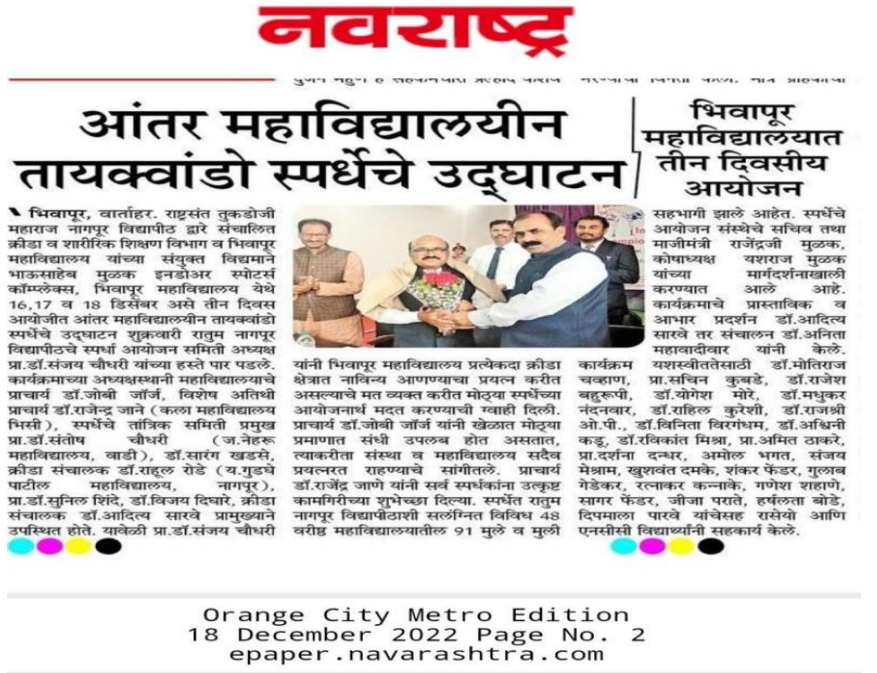 नवराष्ट्र
आंतर महाविद्यालयीन
तायक्वांडो स्पर्धेचे उद्घाटन
भिवापूर
महाविद्यालयात
तीन दिवसीय
आयोजन
भिवापूर, वार्ताहर. राष्ट्रसंत तुकडोजी
महाराज नागपूर विद्यापीठ द्वारे संचालित
क्रीडा व शारीरिक शिक्षण विभाग व भिवापूर
महाविद्यालय यांच्या संयुक्त विद्यमाने
भाऊसाहेब मुळक इनडोअर स्पोटर्स
कॉम्प्लेक्स, भिवापूर महाविद्यालय येथे
16,17 व 18 डिसेंबर असे तीन दिवस
आयोजीत आंतर महाविद्यालयीन तायक्वांडो
स्पर्धेचे उद्घाटन शुक्रवारी रातुम नागपूर
विद्यापीठचे स्पर्धा आयोजन समिती अध्यक्ष
प्रा.डॉ.संजय चौधरी यांच्या हस्ते पार पडले.
कार्यक्रमाच्या अध्यक्षस्थानी महाविद्यालयाचे
प्राचार्य डॉ.जोबी जॉर्ज, विशेष अतिथी
प्राचार्य डॉ.राजेन्द्र जाने (कला महाविद्यालय
भिसी), स्पर्धेचे तांत्रिक समिती प्रमुख
प्रा.डॉ.संतोष चौधरी (ज.नेहरू
महाविद्यालय, वाडी), डॉ.सारंग खडसे,
क्रीडा संचालक डॉ.राहूल रोडे (य.गुडघे
पाटील महाविद्यालय, नागपूर),
प्रा.डॉ.सुनिल शिंदे, डॉ.विजय दिघारे, क्रीडा
संचालक डॉ.आदित्य सारवे प्रामुख्याने
उपस्थित होते. यावेळी प्रा.डॉ.संजय चौधरी
यांनी भिवापूर महाविद्यालय प्रत्येकदा क्रीडा
क्षेत्रात नाविन्य आणण्याचा प्रयत्न करीत
असल्याचे मत व्यक्त करीत मोठ्या स्पर्धेच्या
आयोजनार्थ मदत करण्याची ग्वाही दिली.
प्राचार्य डॉ.जोबी जॉर्ज यांनी खेळात मोठ्या
प्रमाणात संधी उपलब होत असतात,
त्याकरीता संस्था व महाविद्यालय सदैव
प्रयत्नरत राहण्याचे सांगीतले. प्राचार्य
डॉ.राजेंद्र जाणे यांनी सर्व स्पर्धकांना उत्कृष्ट
कामगिरीच्या शुभेच्छा दिल्या. स्पर्धेत रातुम
नागपूर विद्यापीठाशी सलंग्नित विविध 48
वरीष्ठ महाविद्यालयातील 91 मुले व मुली
सहभागी झाले आहेत. स्पर्धेचे
आयोजन संस्थेचे सचिव तथा
माजीमंत्री राजेंद्रजी मुळक,
कोषाध्यक्ष यशराज मुळक
यांच्या मार्गदर्शनाखाली
करण्यात आले आहे.
कार्यक्रमाचे प्रास्ताविक व
आभार प्रदर्शन डॉ.आदित्य
सारवे तर संचालन डॉ.अनिता
महावादीवार यांनी केले.
कार्यक्रम यशस्वीततेसाठी डॉ.मोतिराज
चव्हाण, प्रा.सचिन कुबडे, डॉ.राजेश
बहुरूपी, डॉ.योगेश मोरे, डॉ.मधुकर
नंदनवार, डॉ.राहिल कुरेशी, डॉ.राजश्री
ओ.पी., डॉ.विनिता विरगंधम, डॉ.अश्विनी
कडू, डॉ.रविकांत मिश्रा, प्रा.अमित ठाकरे,
प्रा.दर्शना दन्धर, अमोल भगत, संजय
मेश्राम, खुशवंत दमके, शंकर फेंडर, गुलाब
गेडेकर, रत्नाकर कन्नाके, गणेश शहाणे,
सागर फेंडर, जीजा पराते, हर्षलता बोडे,
दिपमाला पारवे यांचेसह रासेयो आणि
एनसीसी विद्यार्थ्यांनी सहकार्य केले.
Orange City Metro Edition
18 December 2022 Page No. 2
epaper.navarashtra.com